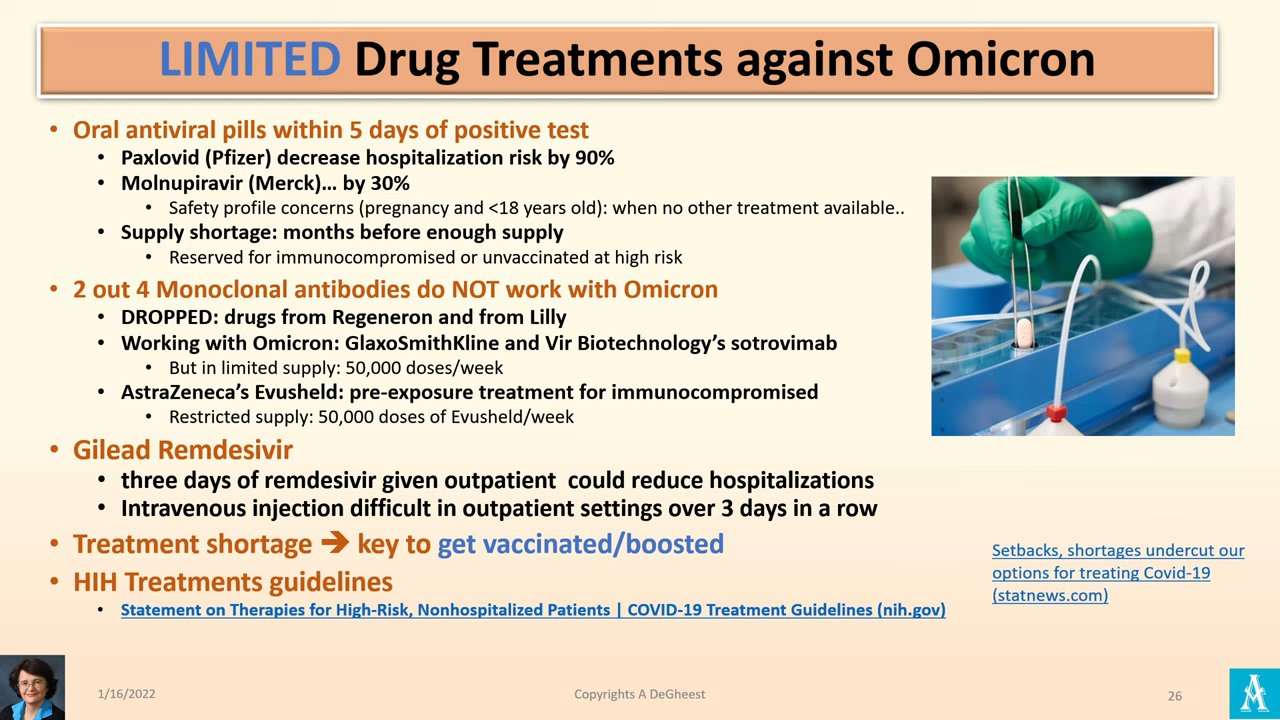 LIMITED Drug Treatments against Omicron
• Oral antiviral pills within 5 days of positive test
• Paxlovid (Pfizer) decrease hospitalization risk by 90%
• Molnupiravir (Merck)… by 30%
• Safety profile concerns (pregnancy and <18 years old): when no other treatment available..
• Supply shortage: months before enough supply
• Reserved for immunocompromised or unvaccinated at high risk
• 2 out 4 Monoclonal antibodies do NOT work with Omicron
• DROPPED: drugs from Regeneron and from Lilly
• Working with Omicron: GlaxoSmithKline and Vir Biotechnology’s sotrovimab
• But in limited supply: 50,000 doses/week
• AstraZeneca’s Evusheld: pre-exposure treatment for immunocompromised
• Restricted supply: 50,000 doses of Evusheld/week
• Gilead Remdesivir
• three days of remdesivir given outpatient could reduce hospitalizations
• Intravenous injection difficult in outpatient settings over 3 days in a row
• Treatment shortage ➔ key to get vaccinated/boosted
• HIH Treatments guidelines
• Statement on Therapies for High-Risk, Nonhospitalized Patients | COVID-19 Treatment Guidelines (nih.gov)
Setbacks, shortages undercut our
options for treating Covid-19
(statnews.com)
1/16/2022
Copyrights A DeGheest
26
A